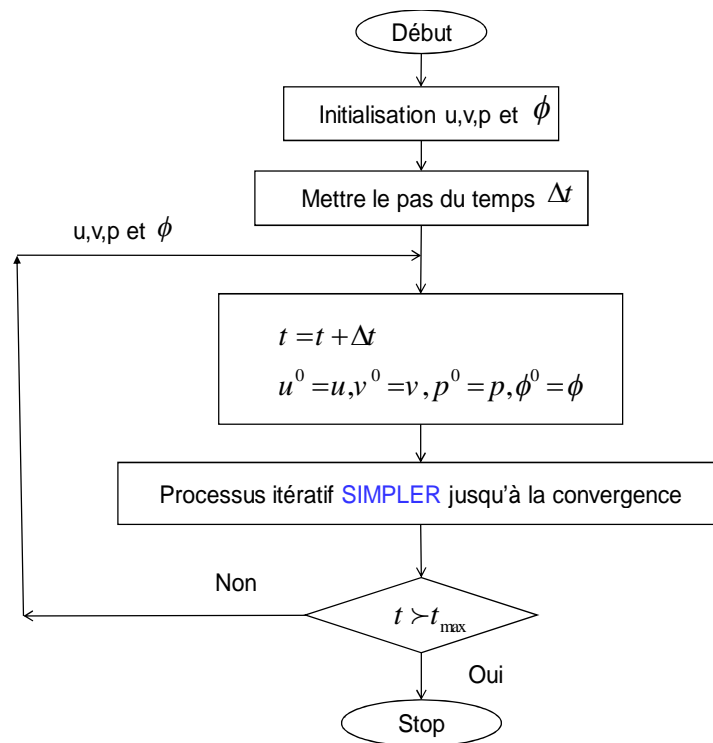 Début
Initialisation u,v,p et ϕ
Mettre le pas du temps Δt
u,v,p et ϕ
t = t + Δt
u⁰ = u, v⁰ = v, p⁰ = p, ϕ⁰ = ϕ
Processus itératif SIMPLER jusqu'à la convergence
Non
t ≻ t_max
Oui
Stop